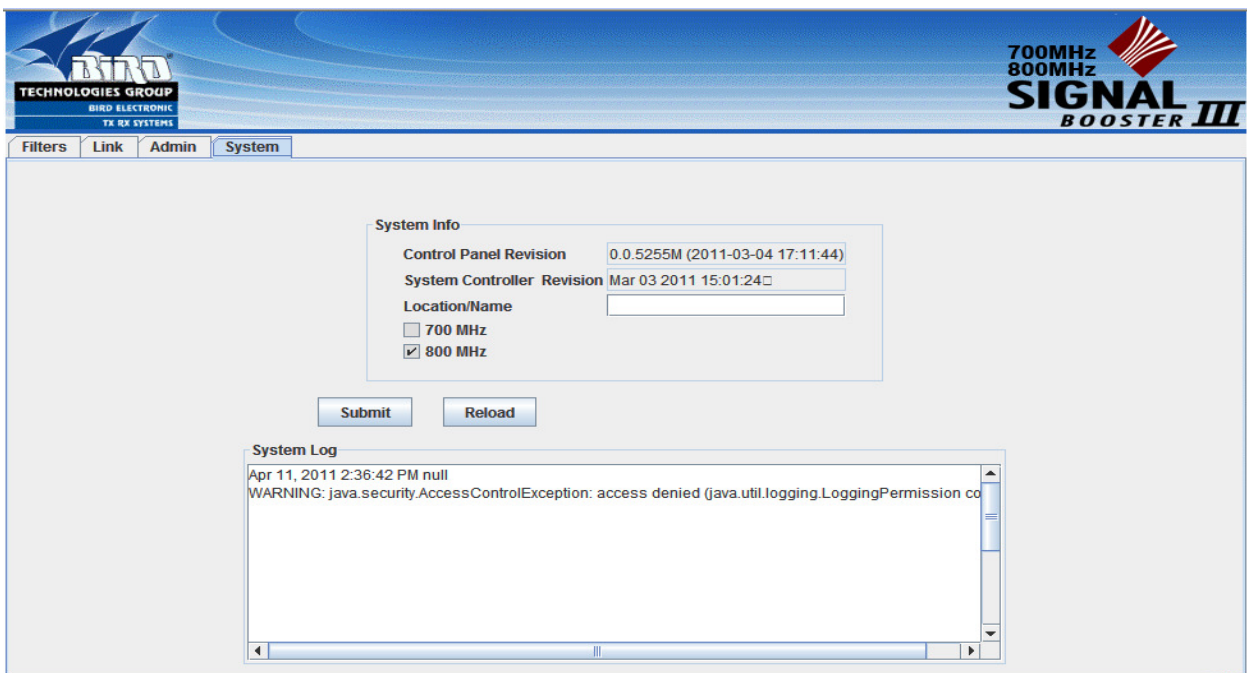 BIRD
TECHNOLOGIES GROUP
BIRD ELECTRONIC
TX RX SYSTEMS
700MHz
800MHz
SIGNAL
BOOSTER III
Filters Link Admin System
System Info
Control Panel Revision 0.0.5255M (2011-03-04 17:11:44)
System Controller Revision Mar 03 2011 15:01:24□
Location/Name
700 MHz
800 MHz
Submit Reload
System Log
Apr 11, 2011 2:36:42 PM null
WARNING: java.security.AccessControlException: access denied (java.util.logging.LoggingPermission co